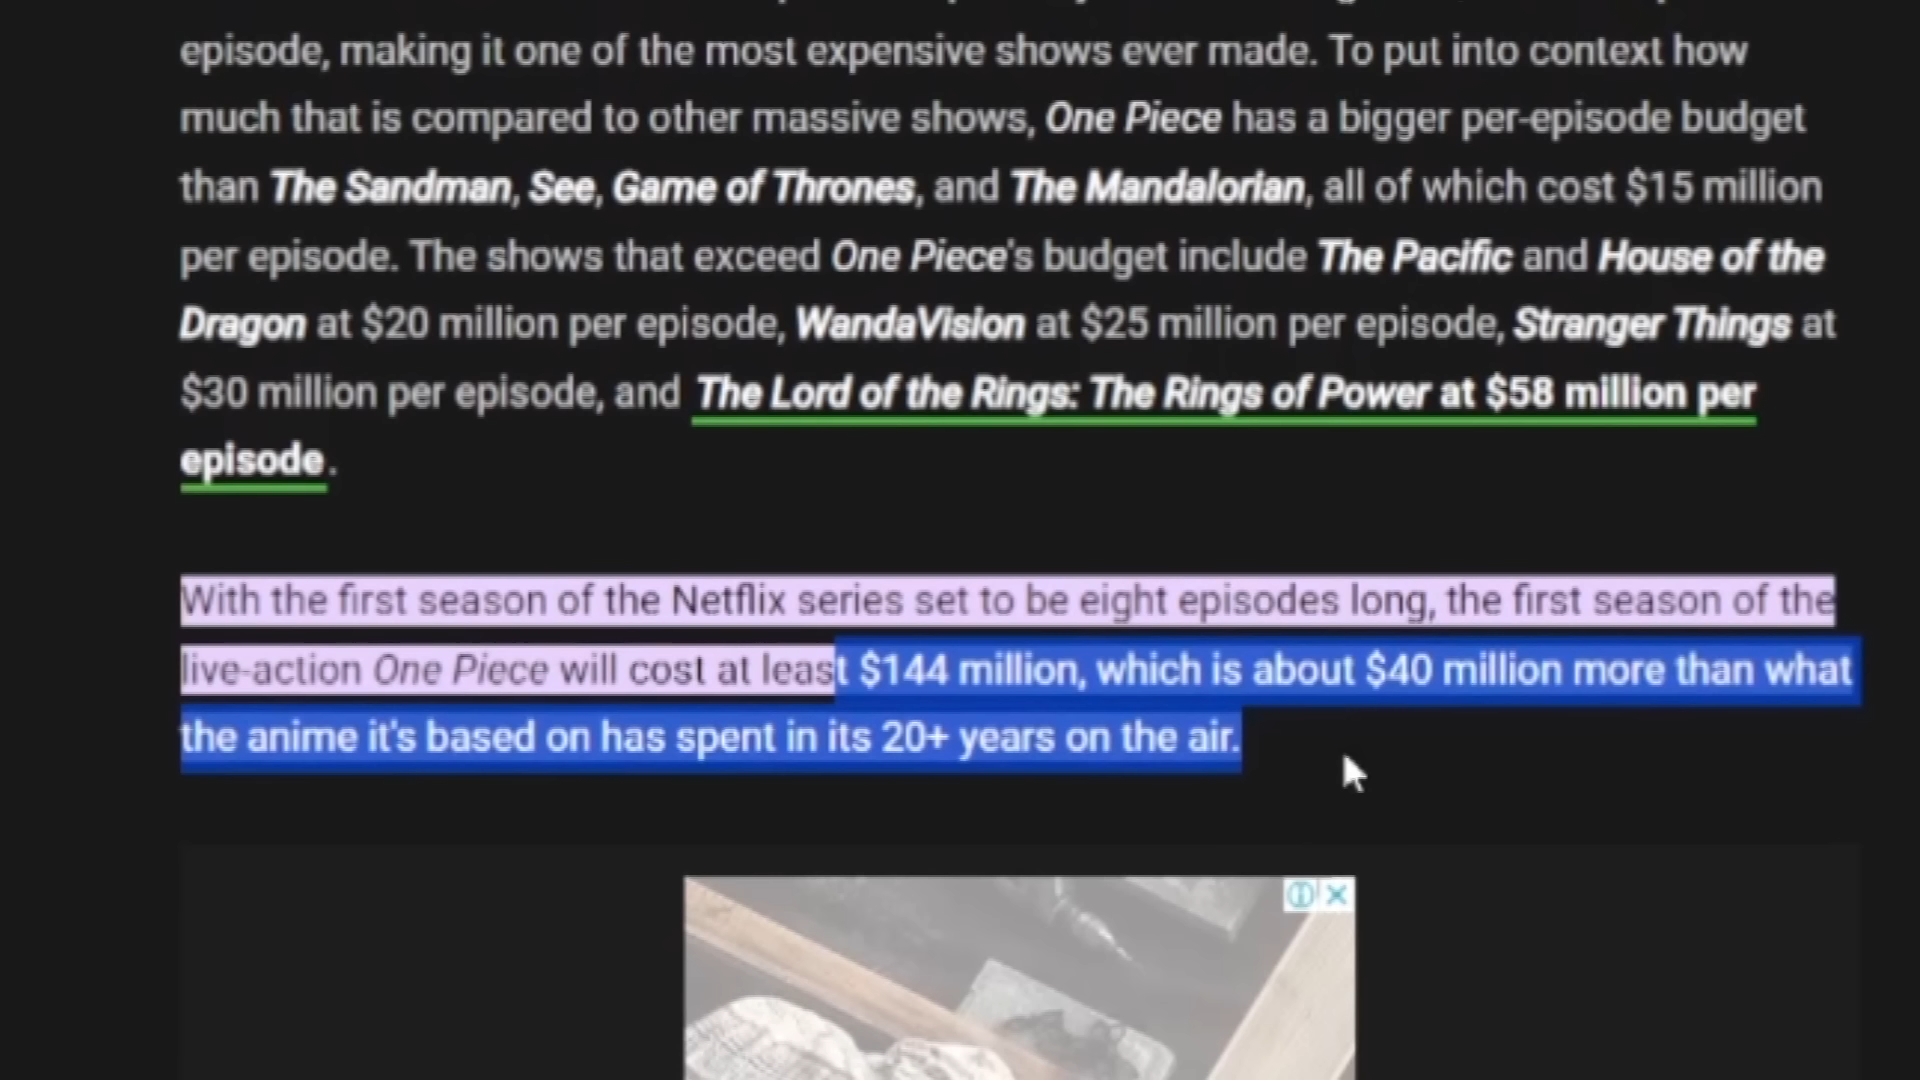 episode, making it one of the most expensive shows ever made. To put into context how
much that is compared to other massive shows, One Piece has a bigger per-episode budget
than The Sandman, See, Game of Thrones, and The Mandalorian, all of which cost $15 million
per episode. The shows that exceed One Piece's budget include The Pacific and House of the
Dragon at $20 million per episode, WandaVision at $25 million per episode, Stranger Things at
$30 million per episode, and The Lord of the Rings: The Rings of Power at $58 million per
episode.
With the first season of the Netflix series set to be eight episodes long, the first season of the
live-action One Piece will cost at least $144 million, which is about $40 million more than what
the anime it's based on has spent in its 20+ years on the air.